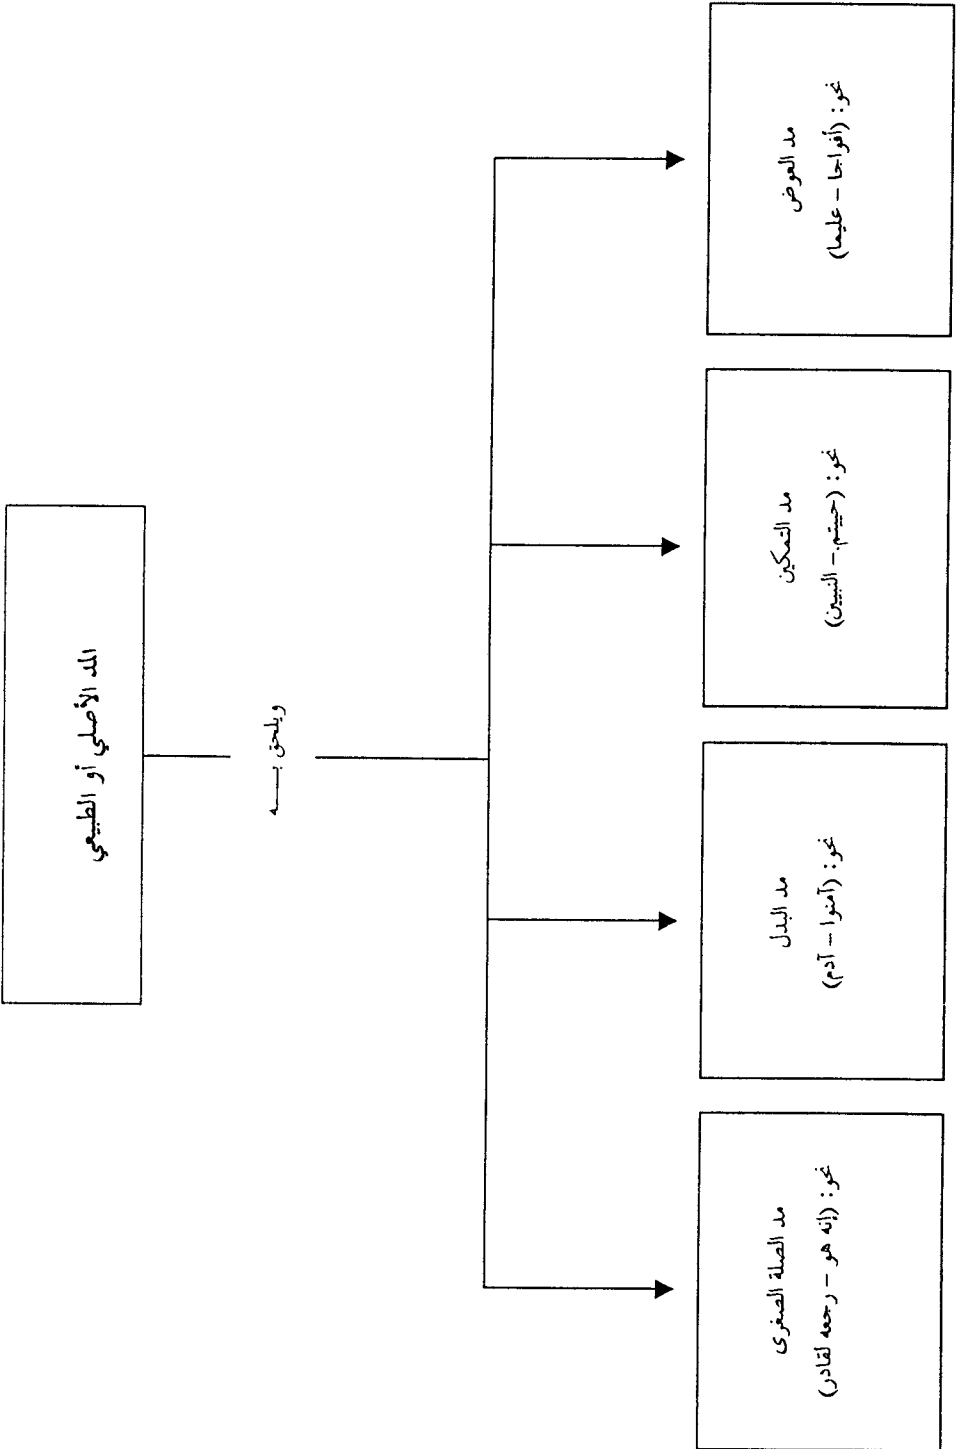 المد الأصلي أو الطبيعي
ويلحق بـــه
مد العوض
نحو: (أفواجا – عليما)
مد التمكين
نحو: (حييتم – النبيين)
مد البدل
نحو: (آمنوا – آدم)
مد الصلة الصغرى
نحو: (إنه هو – رجعه لقادر)